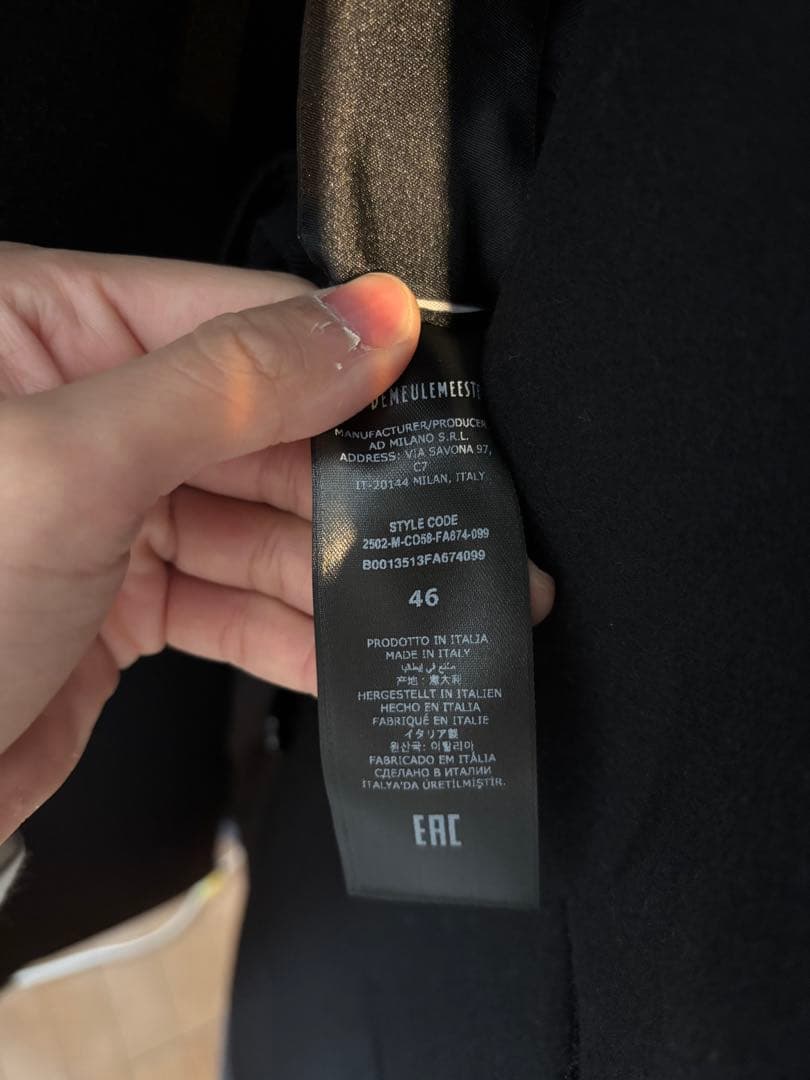 DEMEULEMEESTE
MANUFACTURER/PRODUCER
AD MILANO S.R.L.
ADDRESS: VIA SAVONA 97,
C7
IT-20144 MILAN, ITALY
STYLE CODE
2502-M-CO58-FA674-099
B0013513FA674099
46
PRODOTTO IN ITALIA
MADE IN ITALY
صنع في إيطاليا
产地：意大利
HERGESTELLT IN ITALIEN
HECHO EN ITALIA
FABRIQUÉ EN ITALIE
イタリア製
원산국: 이탈리아
FABRICADO EM ITÁLIA
СДЕЛАНО В ИТАЛИИ
ITALYA'DA ÜRETİLMİŞTİR.
EAC